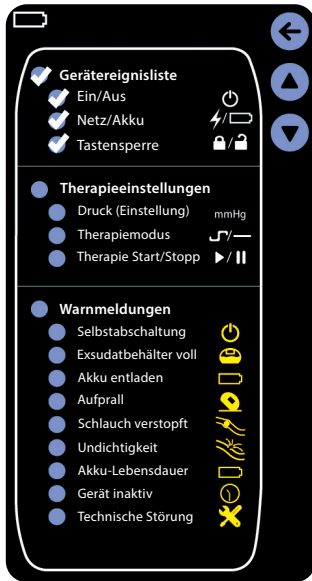 Gerätereignisliste
Ein/Aus
Netz/Akku /
Tastensperre /
Therapieeinstellungen
Druck (Einstellung) mmHg
Therapiemodus /
Therapie Start/Stopp /
Warnmeldungen
Selbstabschaltung
Exsudatbehälter voll
Akku entladen
Aufprall
Schlauch verstopft
Undichtigkeit
Akku-Lebensdauer
Gerät inaktiv
Technische Störung